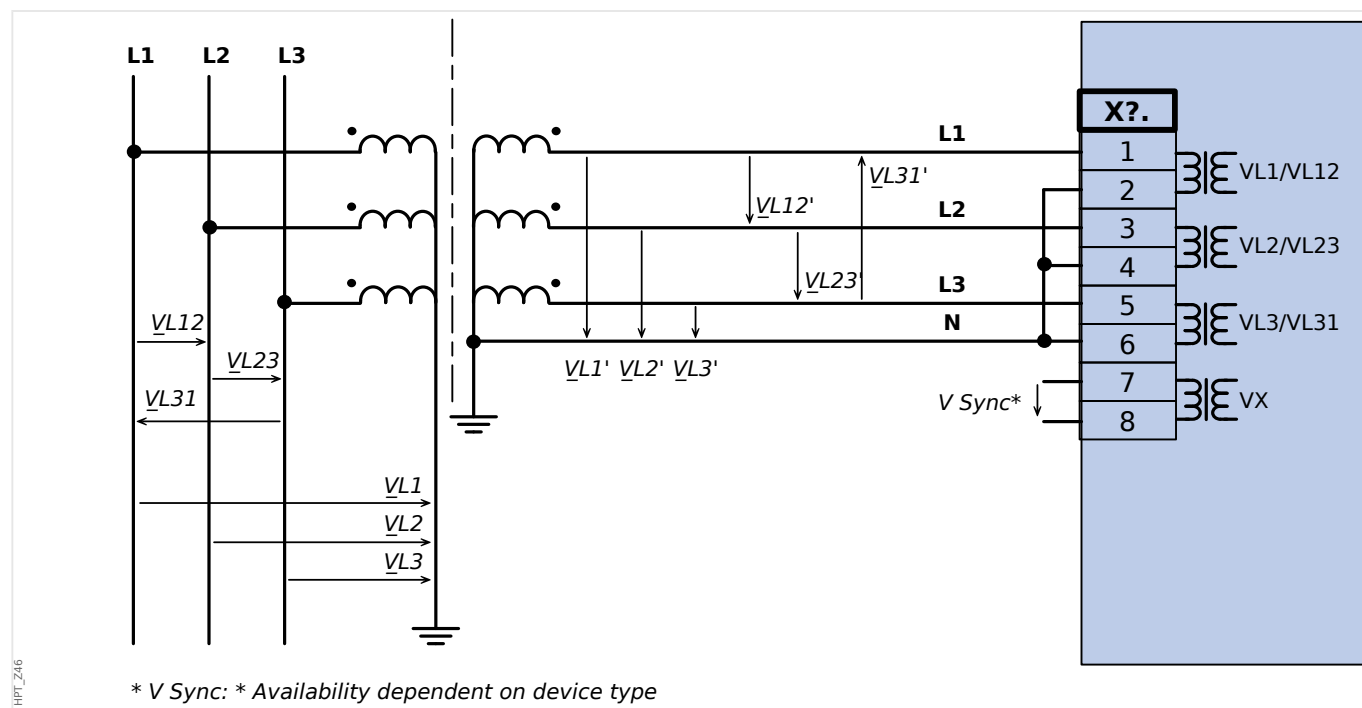 L1 L2 L3
X?.
L1
1
VL31'
VL1/VL12
2
VL12'
L2
3
VL2/VL23
4
VL23'
L3
5
VL12
N
VL3/VL31
6
VL23
VL1' VL2' VL3'
7
VL31
V Sync*
VX
8
VL1
VL2
VL3
HPT_Z46
* V Sync: * Availability dependent on device type